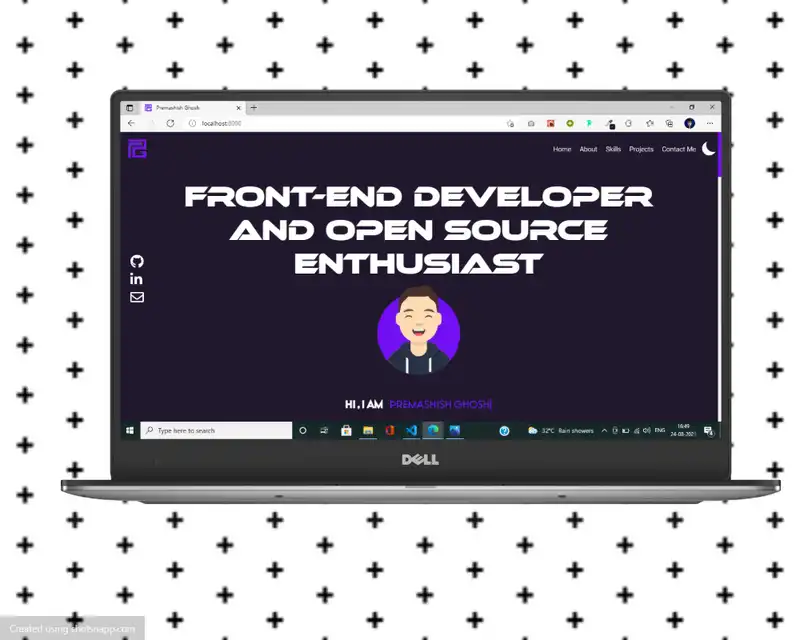 Premashish Ghosh
localhost:8000
Home About Skills Projects Contact Me
FRONT-END DEVELOPER
AND OPEN SOURCE
ENTHUSIAST
HI, I AM PREMASHISH GHOSH
Type here to search
32°C Rain showers
ENG
18:49
24-08-2021
DELL
Created using shotsnapp.com